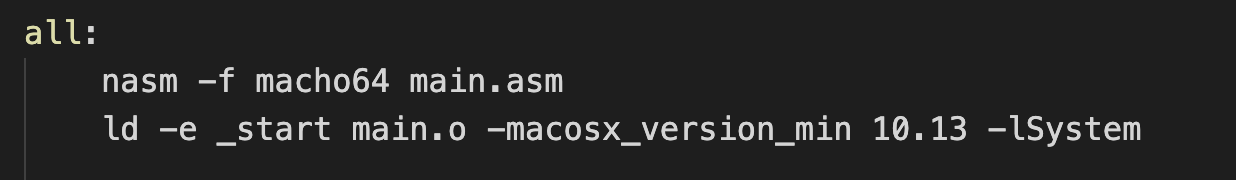 all:
nasm -f macho64 main.asm
ld -e _start main.o -macosx_version_min 10.13 -lSystem